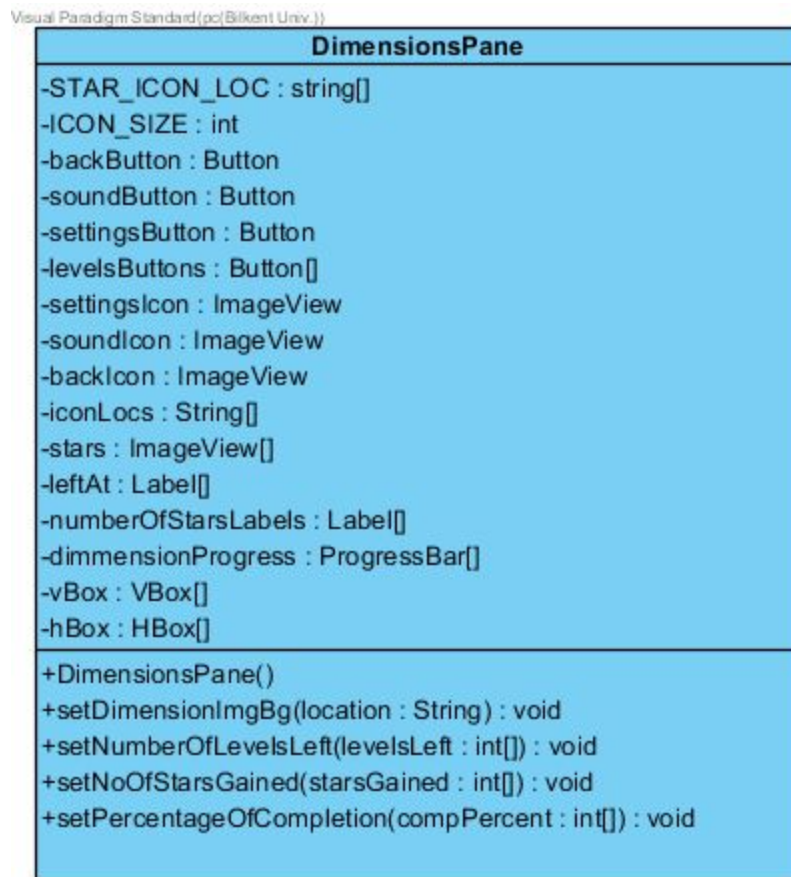 Visual Paradigm Standard(pc(Bilkent Univ.))
DimensionsPane
-STAR_ICON_LOC : string[]
-ICON_SIZE : int
-backButton : Button
-soundButton : Button
-settingsButton : Button
-levelsButtons : Button[]
-settingsIcon : ImageView
-soundIcon : ImageView
-backIcon : ImageView
-iconLocs : String[]
-stars : ImageView[]
-leftAt : Label[]
-numberOfStarsLabels : Label[]
-dimmensionProgress : ProgressBar[]
-vBox : VBox[]
-hBox : HBox[]
+DimensionsPane()
+setDimensionImgBg(location : String) : void
+setNumberOfLevelsLeft(levelsLeft : int[]) : void
+setNoOfStarsGained(starsGained : int[]) : void
+setPercentageOfCompletion(compPercent : int[]) : void